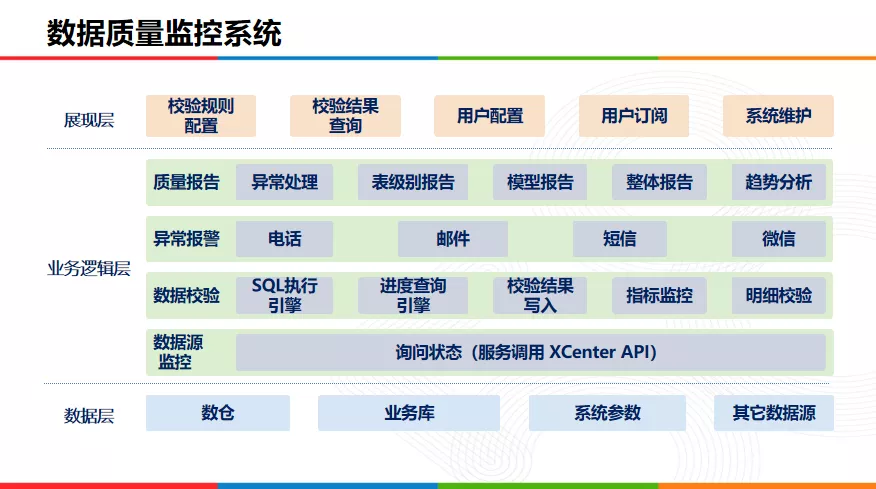 数据质量监控系统
展现层
校验规则
配置
校验结果
查询
用户配置
用户订阅
系统维护
业务逻辑层
质量报告
异常处理
表级别报告
模型报告
整体报告
趋势分析
异常报警
电话
邮件
短信
微信
数据校验
SQL执行
引擎
进度查询
引擎
校验结果
写入
指标监控
明细校验
数据源
监控
询问状态（服务调用 XCenter API）
数据层
数仓
业务库
系统参数
其它数据源